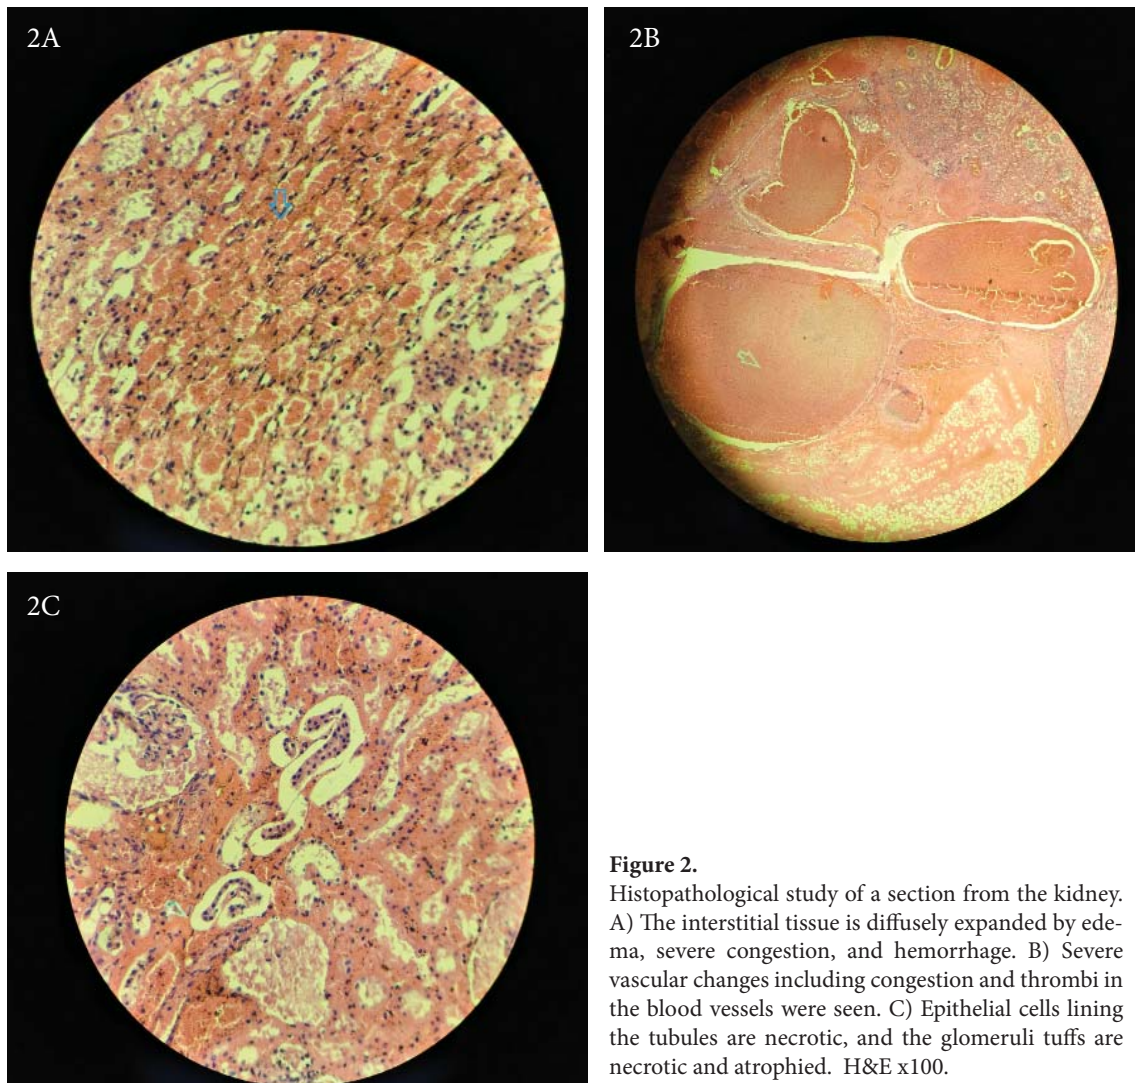 2A
2B
2C
Figure 2.
Histopathological study of a section from the kidney.
A) The interstitial tissue is diffusely expanded by ede-
ma, severe congestion, and hemorrhage. B) Severe
vascular changes including congestion and thrombi in
the blood vessels were seen. C) Epithelial cells lining
the tubules are necrotic, and the glomeruli tuffs are
necrotic and atrophied. H&E x100.